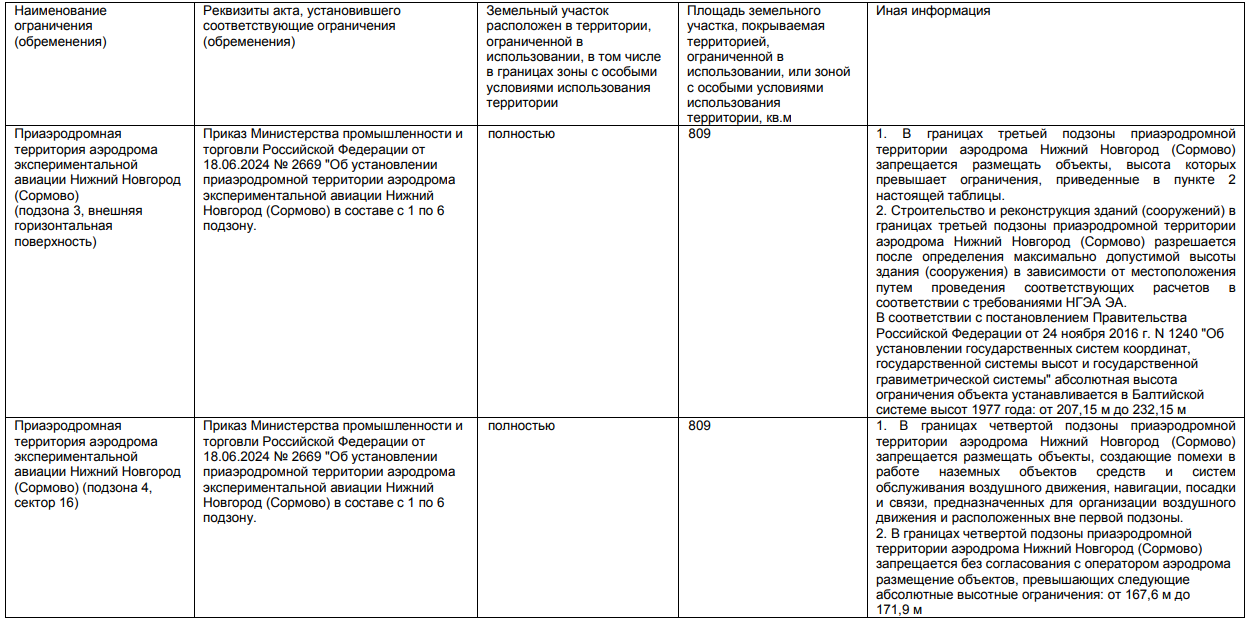 Наименование
ограничения
(обременения)
Реквизиты акта, установившего
соответствующие ограничения
(обременения)
Земельный участок
расположен в территории,
ограниченной в
использовании, в том числе
в границах зоны с особыми
условиями использования
территории
Площадь земельного
участка, покрываемая
территорией,
ограниченной в
использовании, или зоной
с особыми условиями
использования
территории, кв.м
Иная информация
Приаэродромная
территория аэродрома
экспериментальной
авиации Нижний Новгород
(Сормово)
(подзона 3, внешняя
горизонтальная
поверхность)
Приказ Министерства промышленности и
торговли Российской Федерации от
18.06.2024 № 2669 "Об установлении
приаэродромной территории аэродрома
экспериментальной авиации Нижний
Новгород (Сормово) в составе с 1 по 6
подзону.
полностью
809
1. В границах третьей подзоны приаэродромной
территории аэродрома Нижний Новгород (Сормово)
запрещается размещать объекты, высота которых
превышает ограничения, приведенные в пункте 2
настоящей таблицы.
2. Строительство и реконструкция зданий (сооружений) в
границах третьей подзоны приаэродромной территории
аэродрома Нижний Новгород (Сормово) разрешается
после определения максимально допустимой высоты
здания (сооружения) в зависимости от местоположения
путем проведения соответствующих расчетов в
соответствии с требованиями НГЭА ЭА.
В соответствии с постановлением Правительства
Российской Федерации от 24 ноября 2016 г. N 1240 "Об
установлении государственных систем координат,
государственной системы высот и государственной
гравиметрической системы" абсолютная высота
ограничения объекта устанавливается в Балтийской
системе высот 1977 года: от 207,15 м до 232,15 м
Приаэродромная
территория аэродрома
экспериментальной
авиации Нижний Новгород
(Сормово) (подзона 4,
сектор 16)
Приказ Министерства промышленности и
торговли Российской Федерации от
18.06.2024 № 2669 "Об установлении
приаэродромной территории аэродрома
экспериментальной авиации Нижний
Новгород (Сормово) в составе с 1 по 6
подзону.
полностью
809
1. В границах четвертой подзоны приаэродромной
территории аэродрома Нижний Новгород (Сормово)
запрещается размещать объекты, создающие помехи в
работе наземных объектов средств и систем
обслуживания воздушного движения, навигации, посадки
и связи, предназначенных для организации воздушного
движения и расположенных вне первой подзоны.
2. В границах четвертой подзоны приаэродромной
территории аэродрома Нижний Новгород (Сормово)
запрещается без согласования с оператором аэродрома
размещение объектов, превышающих следующие
абсолютные высотные ограничения: от 167,6 м до
171,9 м